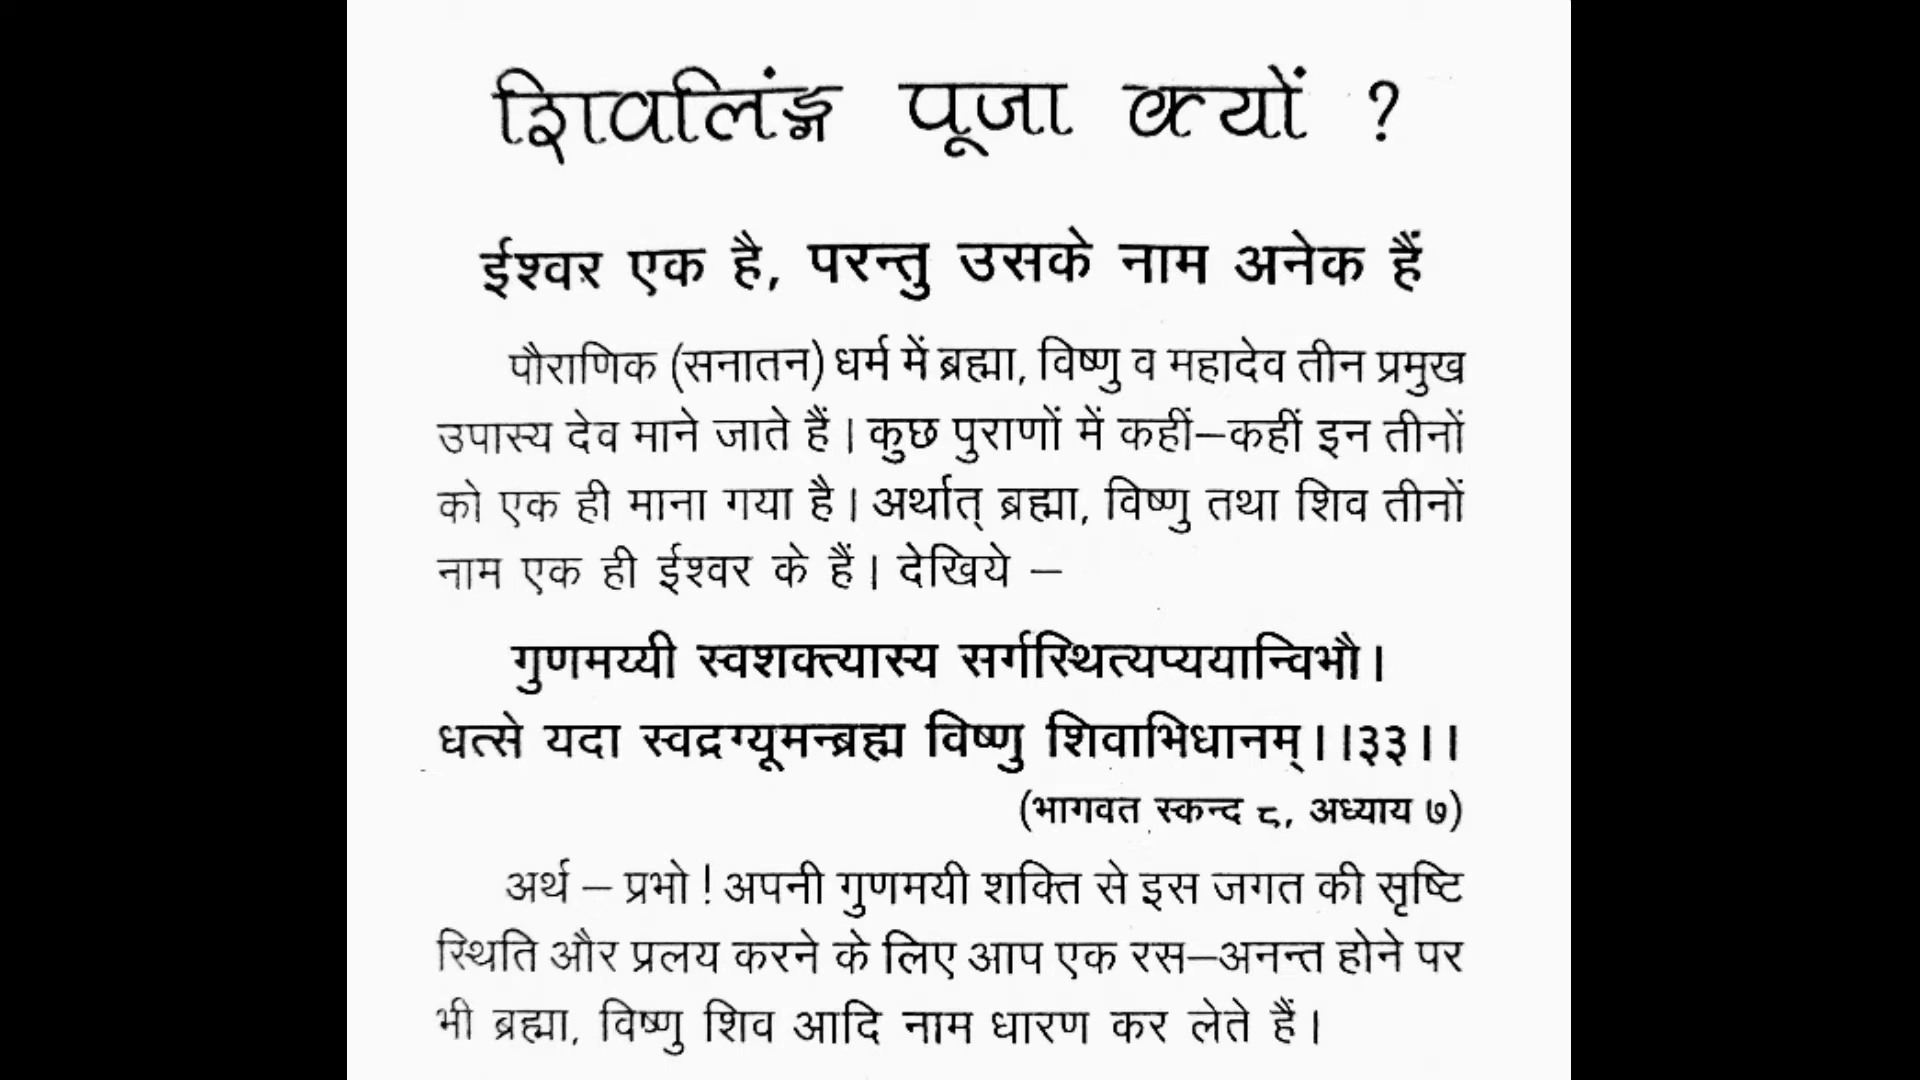 शिवलिंङ्ग पूजा क्यों ?
ईश्वर एक है, परन्तु उसके नाम अनेक हैं
पौराणिक (सनातन) धर्म में ब्रह्मा, विष्णु व महादेव तीन प्रमुख
उपास्य देव माने जाते हैं। कुछ पुराणों में कहीं–कहीं इन तीनों
को एक ही माना गया है। अर्थात् ब्रह्मा, विष्णु तथा शिव तीनों
नाम एक ही ईश्वर के हैं। देखिये –
गुणमय्यी स्वशक्त्यास्य सर्गस्थित्यप्ययान्विभौ।
धत्से यदा स्वद्रग्यूमन्ब्रह्म विष्णु शिवाभिधानम्।।३३।।
(भागवत स्कन्द ८, अध्याय ७)
अर्थ – प्रभो ! अपनी गुणमयी शक्ति से इस जगत की सृष्टि
स्थिति और प्रलय करने के लिए आप एक रस–अनन्त होने पर
भी ब्रह्मा, विष्णु शिव आदि नाम धारण कर लेते हैं।